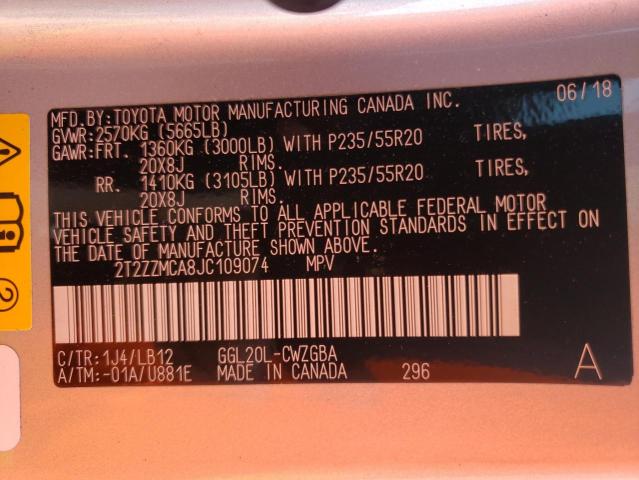 MFD.BY:TOYOTA MOTOR MANUFACTURING CANADA INC. 06/18
GVWR:2570KG (5665LB)
GAWR:FRT. 1360KG (3000LB) WITH P235/55R20 TIRES,
20X8J RIMS.
RR. 1410KG (3105LB) WITH P235/55R20 TIRES,
20X8J RIMS.
THIS VEHICLE CONFORMS TO ALL APPLICABLE FEDERAL MOTOR
VEHICLE SAFETY AND THEFT PREVENTION STANDARDS IN EFFECT ON
THE DATE OF MANUFACTURE SHOWN ABOVE.
2T2ZZMCA8JC109074 MPV
C/TR:1J4/LB12 GGL20L-CWZGBA
A/TM:-01A/U881E MADE IN CANADA 296 A
2